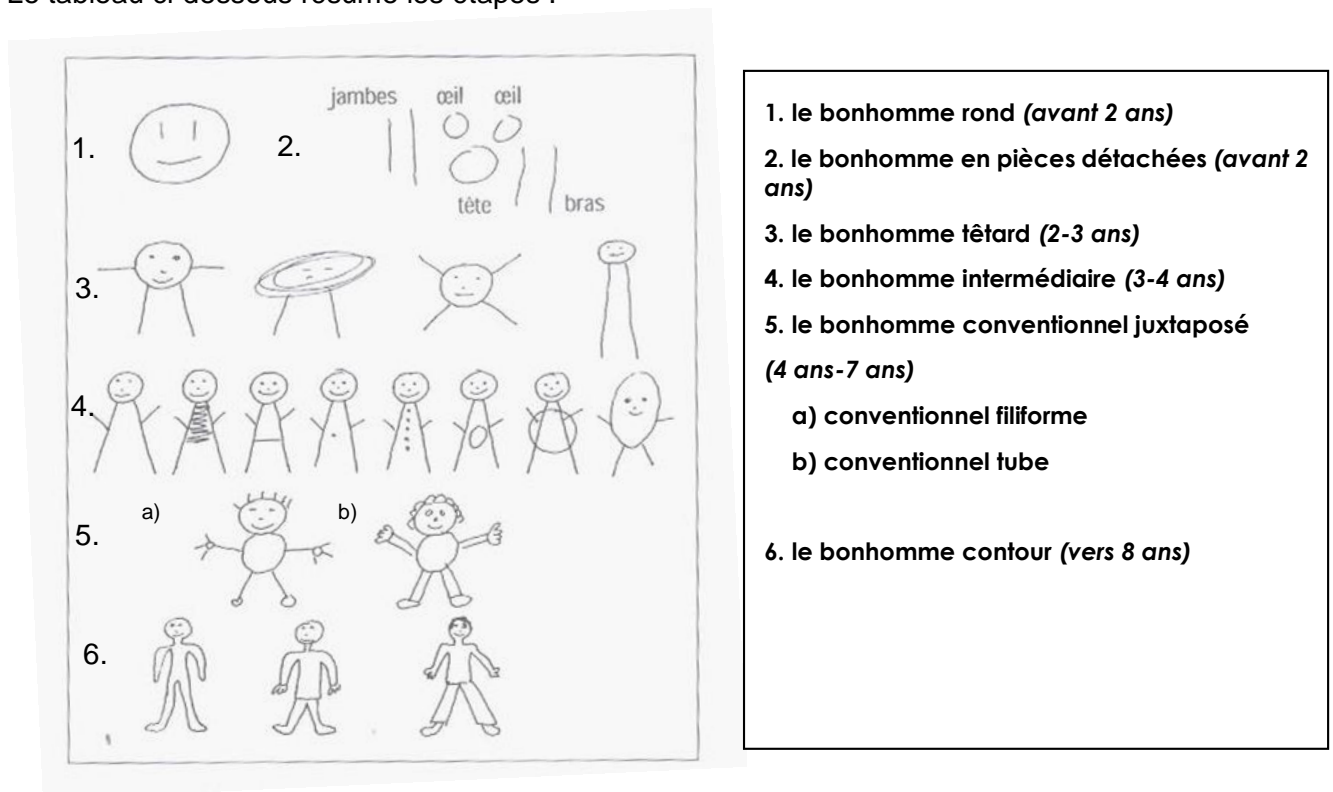 Le tableau ci-dessous résume les étapes :
jambes œil œil
1. 2.
tête bras
3.
4.
a) b)
5.
6.
1. le bonhomme rond (avant 2 ans)
2. le bonhomme en pièces détachées (avant 2
ans)
3. le bonhomme têtard (2-3 ans)
4. le bonhomme intermédiaire (3-4 ans)
5. le bonhomme conventionnel juxtaposé
(4 ans-7 ans)
a) conventionnel filiforme
b) conventionnel tube
6. le bonhomme contour (vers 8 ans)